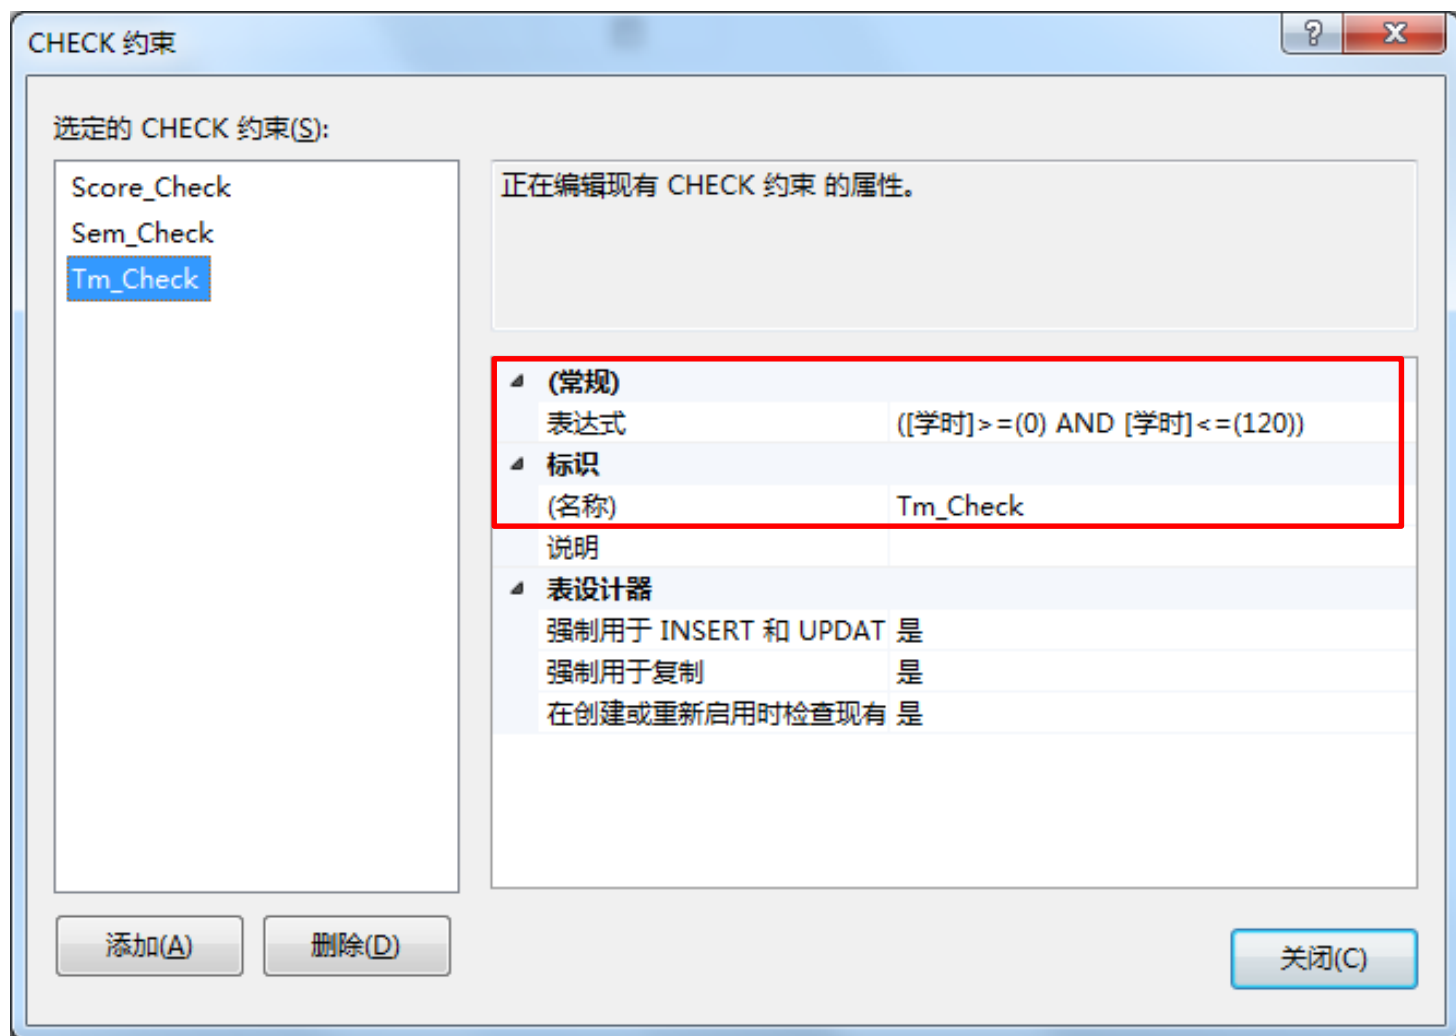 CHECK 约束
选定的 CHECK 约束(S):
Score_Check
Sem_Check
Tm_Check
正在编辑现有 CHECK 约束 的属性。
(常规)
表达式 ([学时]>=(0) AND [学时]<=(120))
标识
(名称) Tm_Check
说明
表设计器
强制用于 INSERT 和 UPDAT 是
强制用于复制 是
在创建或重新启用时检查现有 是
添加(A) 删除(D)
关闭(C)